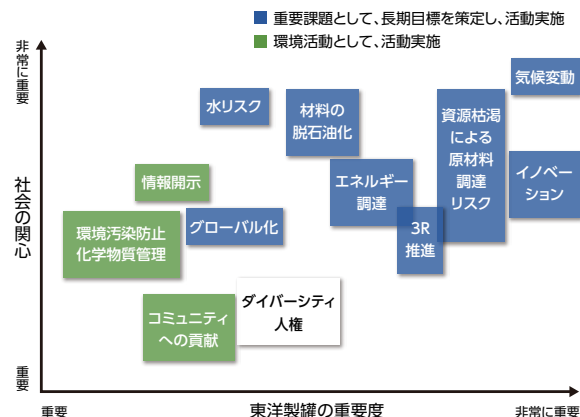 重要課題として、長期目標を策定し、活動実施
環境活動として、活動実施
非常に
重要
社会の関心
重要
気候変動
水リスク
材料の
脱石油化
資源枯渇
による
原材料
調達
リスク
情報開示
エネルギー
調達
イノベー
ション
環境汚染防止
化学物質管理
グローバル化
3R
推進
コミュニティ
への貢献
ダイバーシティ
人権
重要
東洋製罐の重要度
非常に重要